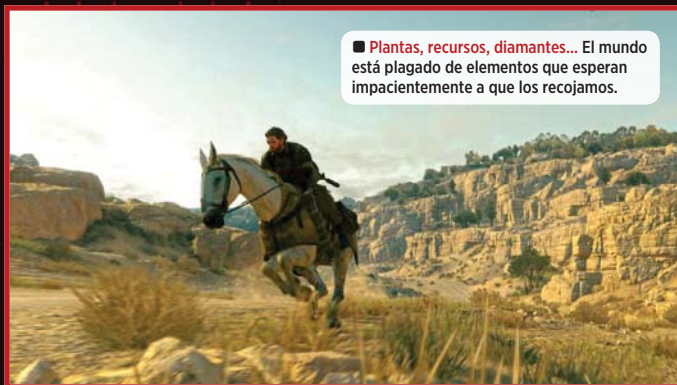 ■ Plantas, recursos, diamantes... El mundo
está plagado de elementos que esperan
impacientemente a que los recojamos.